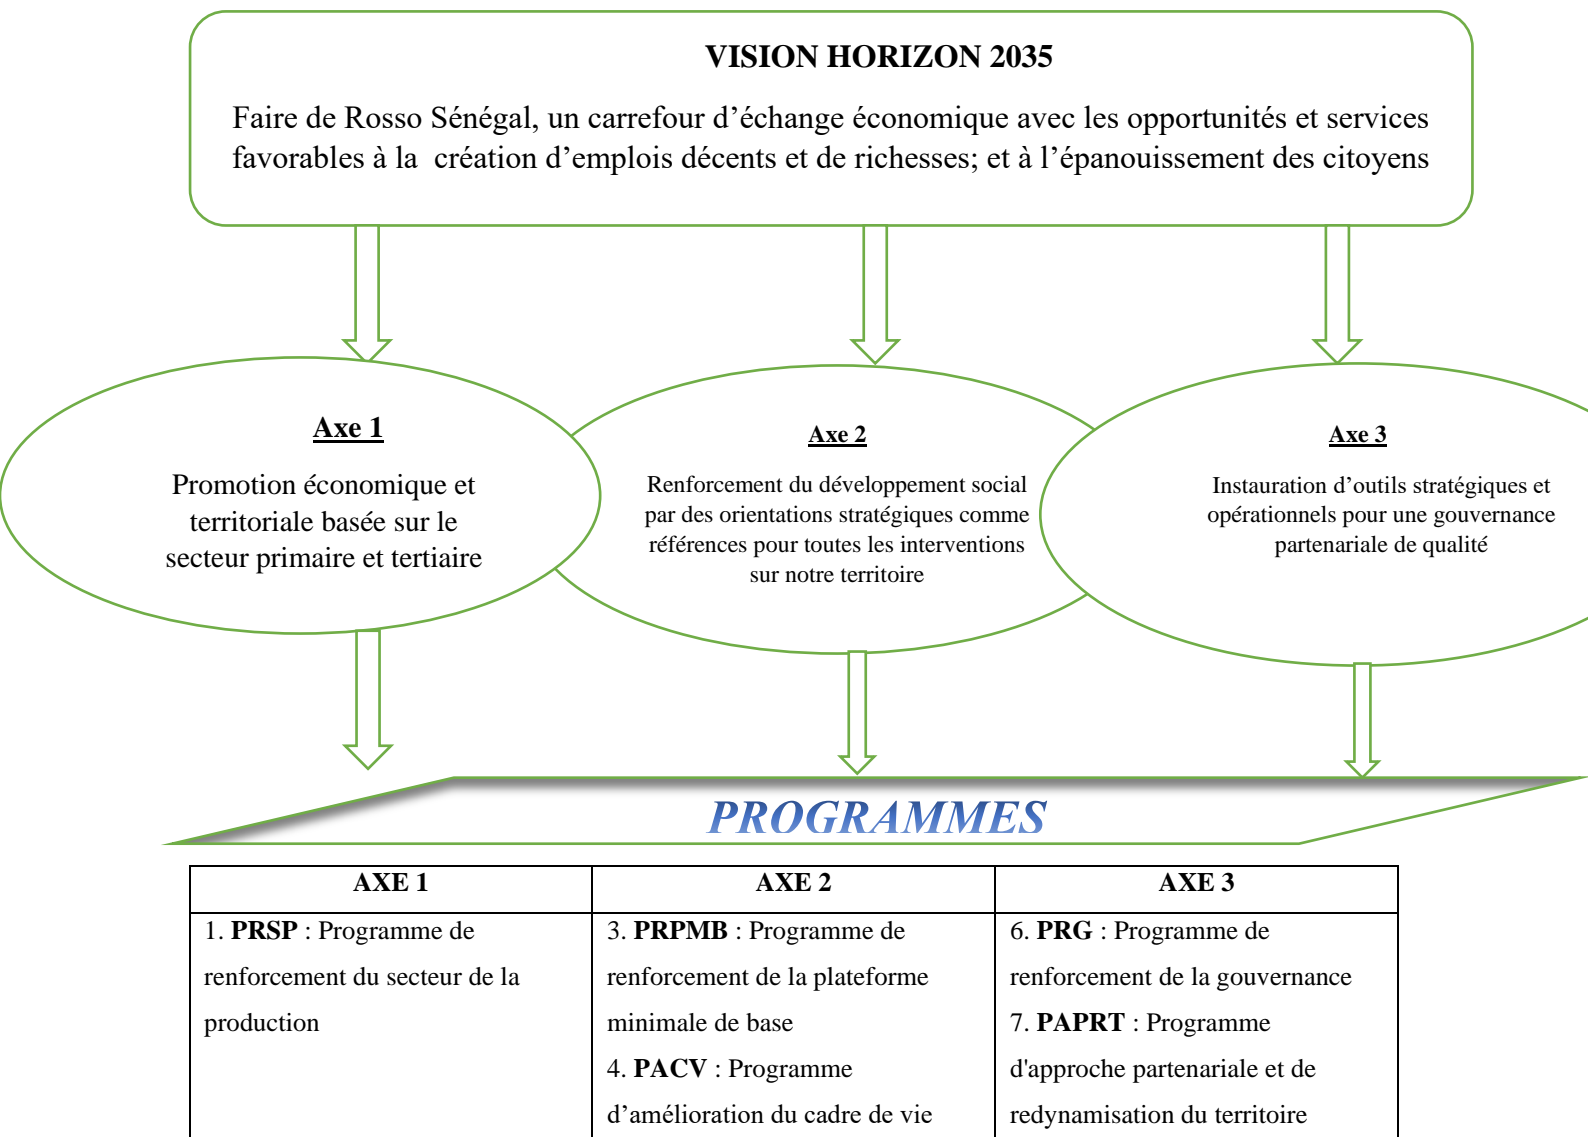 VISION HORIZON 2035
Faire de Rosso Sénégal, un carrefour d’échange économique avec les opportunités et services
favorables à la création d’emplois décents et de richesses; et à l’épanouissement des citoyens
Axe 1
Promotion économique et
territoriale basée sur le
secteur primaire et tertiaire
Axe 2
Renforcement du développement social
par des orientations stratégiques comme
références pour toutes les interventions
sur notre territoire
Axe 3
Instauration d’outils stratégiques et
opérationnels pour une gouvernance
partenariale de qualité
PROGRAMMES
AXE 1
1. PRSP : Programme de
renforcement du secteur de la
production
AXE 2
3. PRPMB : Programme de
renforcement de la plateforme
minimale de base
4. PACV : Programme
d’amélioration du cadre de vie
AXE 3
6. PRG : Programme de
renforcement de la gouvernance
7. PAPRT : Programme
d'approche partenariale et de
redynamisation du territoire